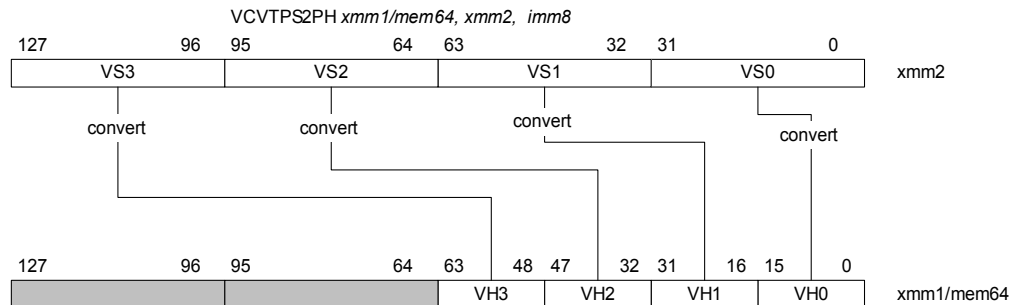 VCVTPS2PH xmm1/mem64, xmm2, imm8
127 96 95 64 63 32 31 0
VS3 VS2 VS1 VS0 xmm2
convert convert convert convert
127 96 95 64 63 48 47 32 31 16 15 0
VH3 VH2 VH1 VH0 xmm1/mem64